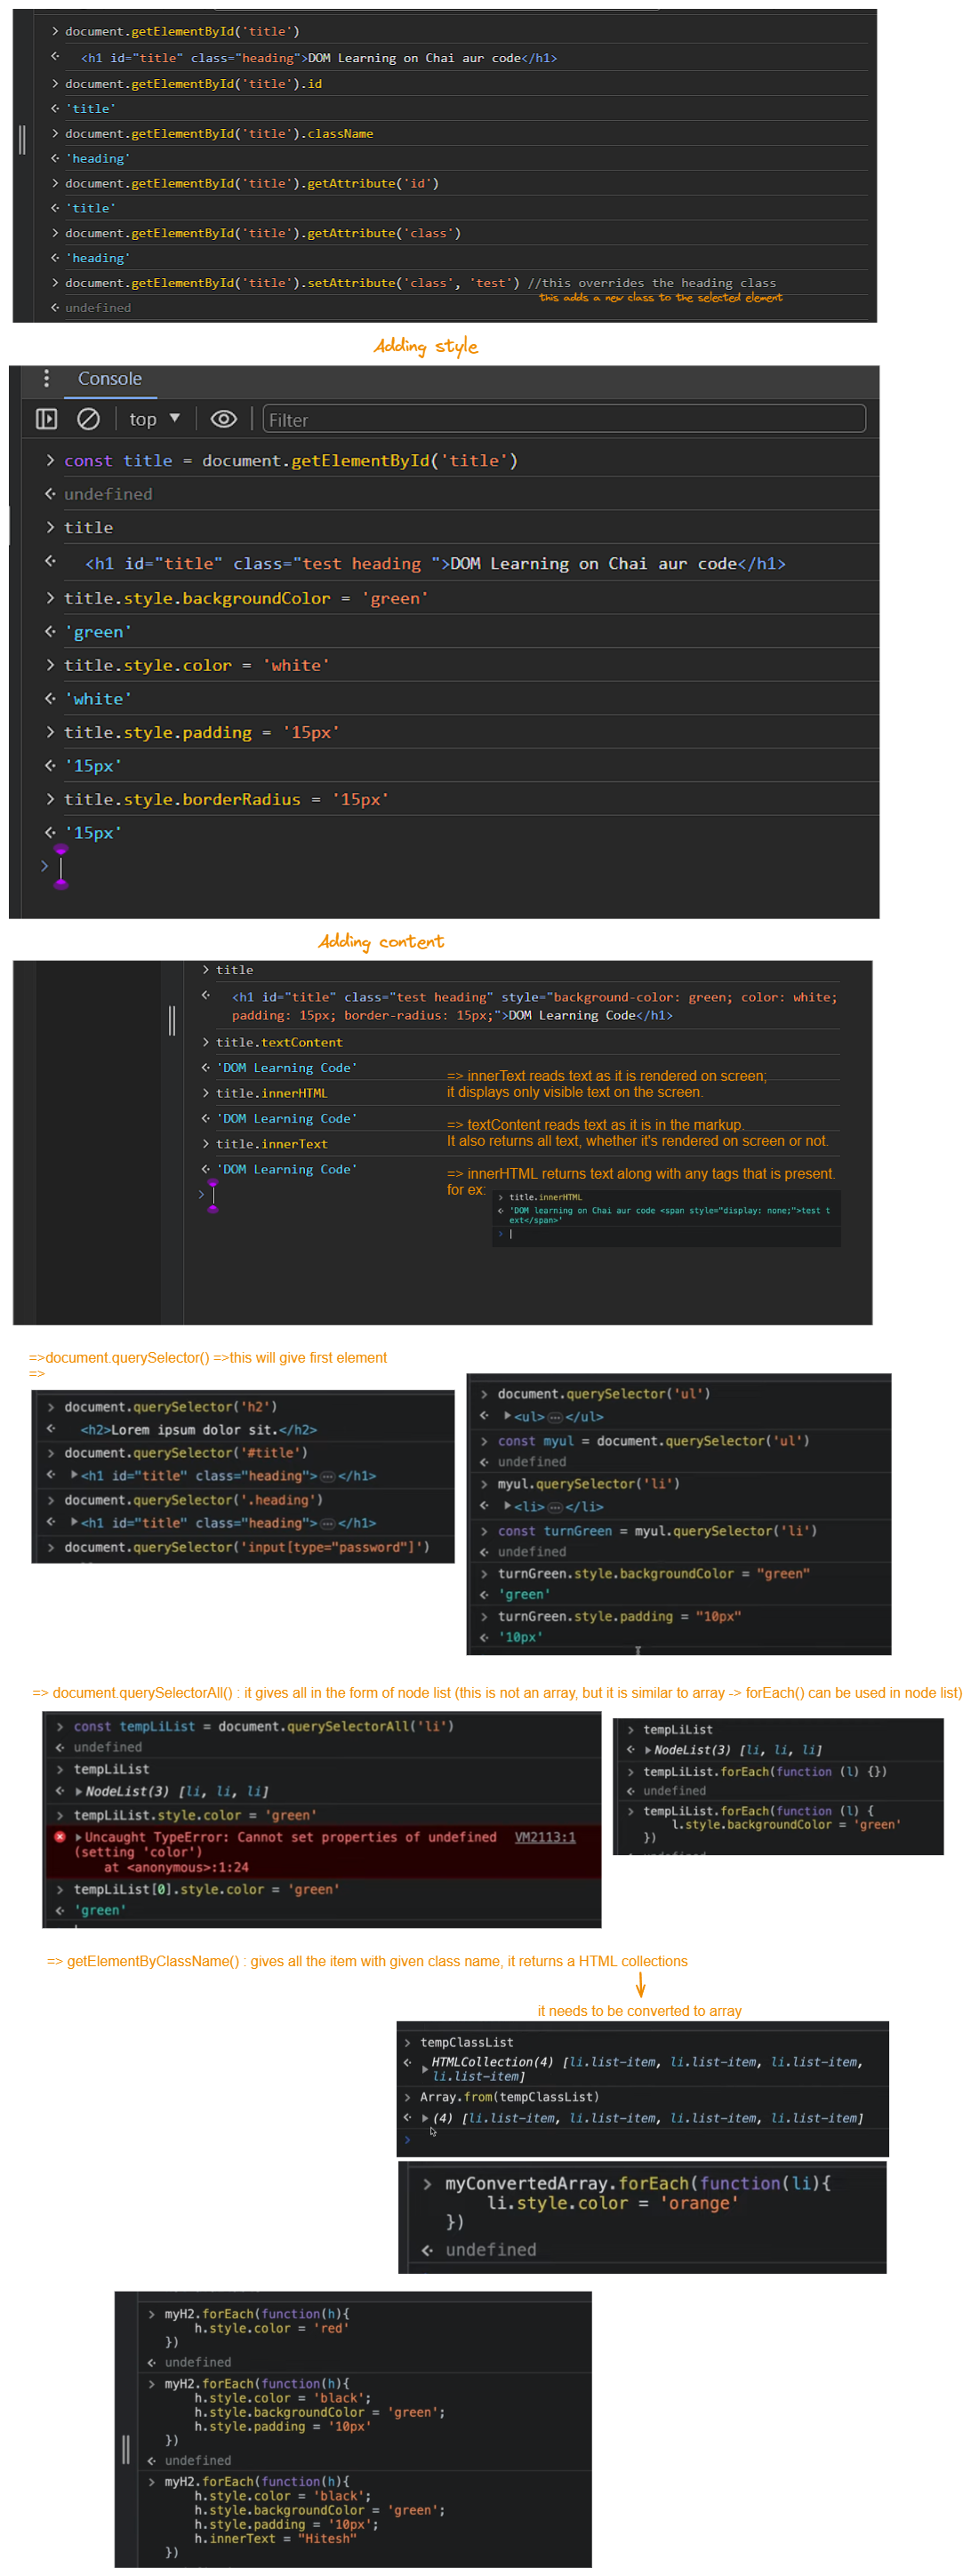 > document.getElementById('title')
<h1 id="title" class="heading">DOM Learning on Chai aur code</h1>
> document.getElementById('title').id
'title'
> document.getElementById('title').className
'heading'
> document.getElementById('title').getAttribute('id')
'title'
> document.getElementById('title').getAttribute('class')
'heading'
> document.getElementById('title').setAttribute('class', 'test') //this overrides the heading class
this adds a new class to the selected element
undefined
Adding style
Console
top
Filter
> const title = document.getElementById('title')
undefined
> title
<h1 id="title" class="test heading ">DOM Learning on Chai aur code</h1>
> title.style.backgroundColor = 'green'
'green'
> title.style.color = 'white'
'white'
> title.style.padding = '15px'
'15px'
> title.style.borderRadius = '15px'
'15px'
>
Adding content
> title
<h1 id="title" class="test heading" style="background-color: green; color: white;
padding: 15px; border-radius: 15px;">DOM Learning Code</h1>
> title.textContent
'DOM Learning Code'
> title.innerHTML
'DOM Learning Code'
> title.innerText
'DOM Learning Code'
>
=> innerText reads text as it is rendered on screen;
it displays only visible text on the screen.
=> textContent reads text as it is in the markup.
It also returns all text, whether it's rendered on screen or not.
=> innerHTML returns text along with any tags that is present.
for ex:
> title.innerHTML
'DOM learning on Chai aur code <span style="display: none;">test t
ext</span>'
>
=>document.querySelector() =>this will give first element
=>
> document.querySelector('h2')
<h2>Lorem ipsum dolor sit.</h2>
> document.querySelector('#title')
<h1 id="title" class="heading">…</h1>
> document.querySelector('.heading')
<h1 id="title" class="heading">…</h1>
> document.querySelector('input[type="password"]')
> document.querySelector('ul')
<ul>…</ul>
> const myul = document.querySelector('ul')
undefined
> myul.querySelector('li')
<li>…</li>
> const turnGreen = myul.querySelector('li')
undefined
> turnGreen.style.backgroundColor = "green"
'green'
> turnGreen.style.padding = "10px"
'10px'
=> document.querySelectorAll() : it gives all in the form of node list (this is not an array, but it is similar to array -> forEach() can be used in node list)
> const tempLiList = document.querySelectorAll('li')
undefined
> tempLiList
NodeList(3) [li, li, li]
> tempLiList.style.color = 'green'
Uncaught TypeError: Cannot set properties of undefined VM2113:1
(setting 'color')
at <anonymous>:1:24
> tempLiList[0].style.color = 'green'
'green'
> tempLiList
NodeList(3) [li, li, li]
> tempLiList.forEach(function (l) {})
undefined
> tempLiList.forEach(function (l) {
l.style.backgroundColor = 'green'
})
=> getElementByClassName() : gives all the item with given class name, it returns a HTML collections
it needs to be converted to array
> tempClassList
HTMLCollection(4) [li.list-item, li.list-item, li.list-item,
li.list-item]
> Array.from(tempClassList)
(4) [li.list-item, li.list-item, li.list-item, li.list-item]
>
> myConvertedArray.forEach(function(li){
li.style.color = 'orange'
})
undefined
> myH2.forEach(function(h){
h.style.color = 'red'
})
undefined
> myH2.forEach(function(h){
h.style.color = 'black';
h.style.backgroundColor = 'green';
h.style.padding = '10px'
})
undefined
> myH2.forEach(function(h){
h.style.color = 'black';
h.style.backgroundColor = 'green';
h.style.padding = '10px';
h.innerText = "Hitesh"
})